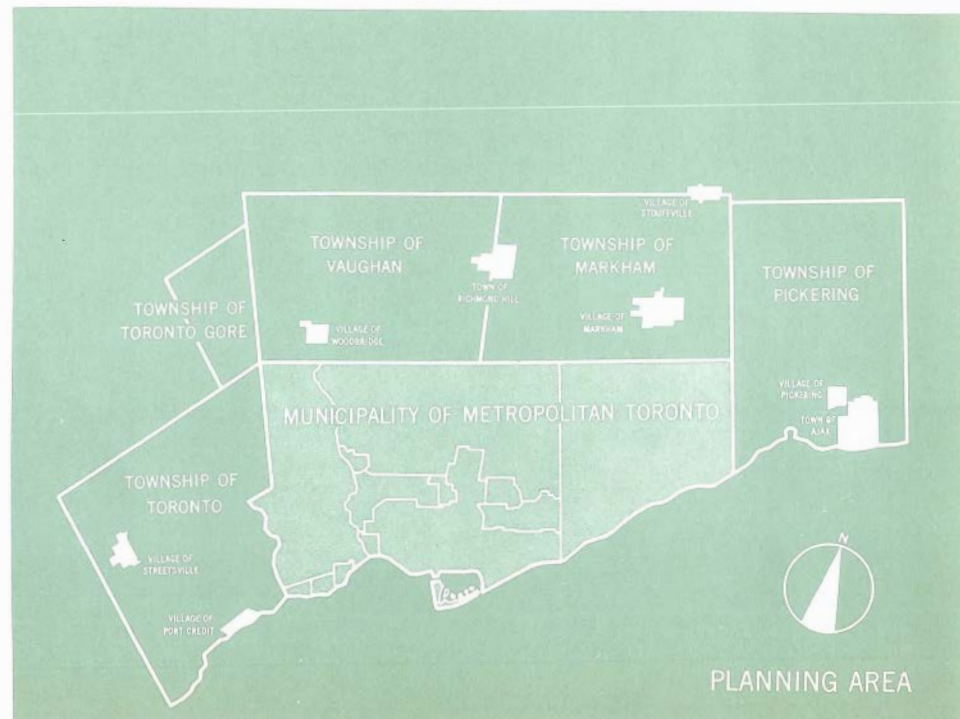 VILLAGE OF
STOUFFVILLE
TOWNSHIP OF
VAUGHAN
TOWNSHIP OF
MARKHAM
TOWNSHIP OF
PICKERING
TOWN OF
RICHMOND HILL
TOWNSHIP OF
TORONTO GORE
VILLAGE OF
WOODBRIDGE
VILLAGE OF
MARKHAM
VILLAGE OF
PICKERING
TOWN OF
AJAX
MUNICIPALITY OF METROPOLITAN TORONTO
TOWNSHIP OF
TORONTO
VILLAGE OF
STREETSVILLE
VILLAGE OF
PORT CREDIT
N
PLANNING AREA